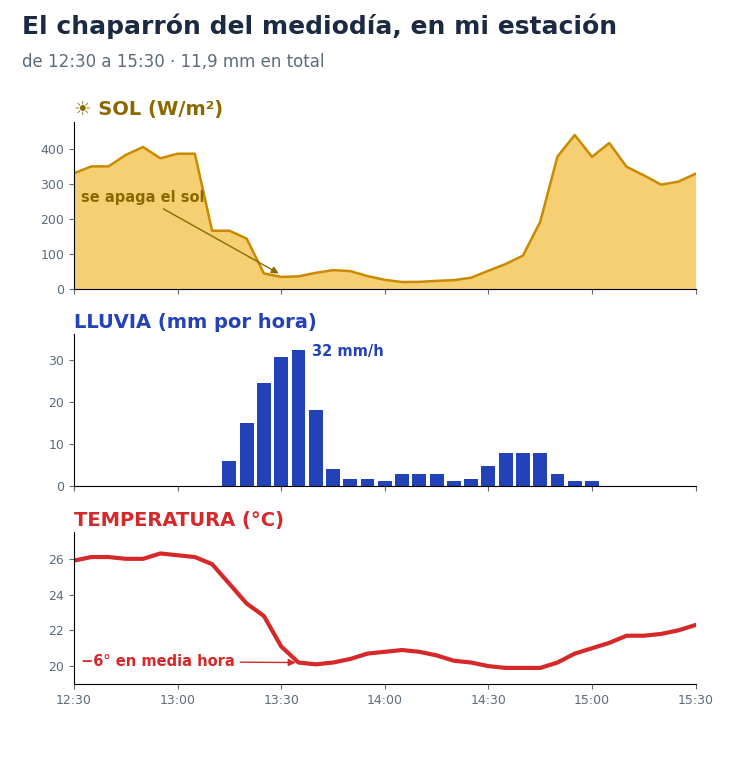 El chaparrón del mediodía, en mi estación
de 12:30 a 15:30 · 11,9 mm en total
☀ SOL (W/m²)
400
300
se apaga el sol
200
100
0
LLUVIA (mm por hora)
32 mm/h
30
20
10
0
TEMPERATURA (°C)
26
24
22
−6° en media hora
20
12:30 13:00 13:30 14:00 14:30 15:00 15:30